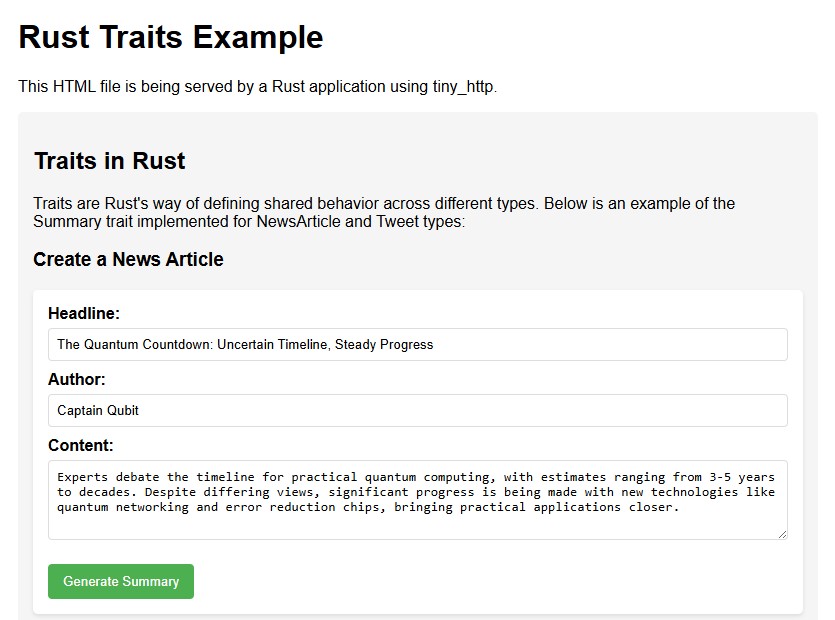 Rust Traits Example
This HTML file is being served by a Rust application using tiny_http.
Traits in Rust
Traits are Rust's way of defining shared behavior across different types. Below is an example of the
Summary trait implemented for NewsArticle and Tweet types:
Create a News Article
Headline:
The Quantum Countdown: Uncertain Timeline, Steady Progress
Author:
Captain Qubit
Content:
Experts debate the timeline for practical quantum computing, with estimates ranging from 3-5 years
to decades. Despite differing views, significant progress is being made with new technologies like
quantum networking and error reduction chips, bringing practical applications closer.
Generate Summary